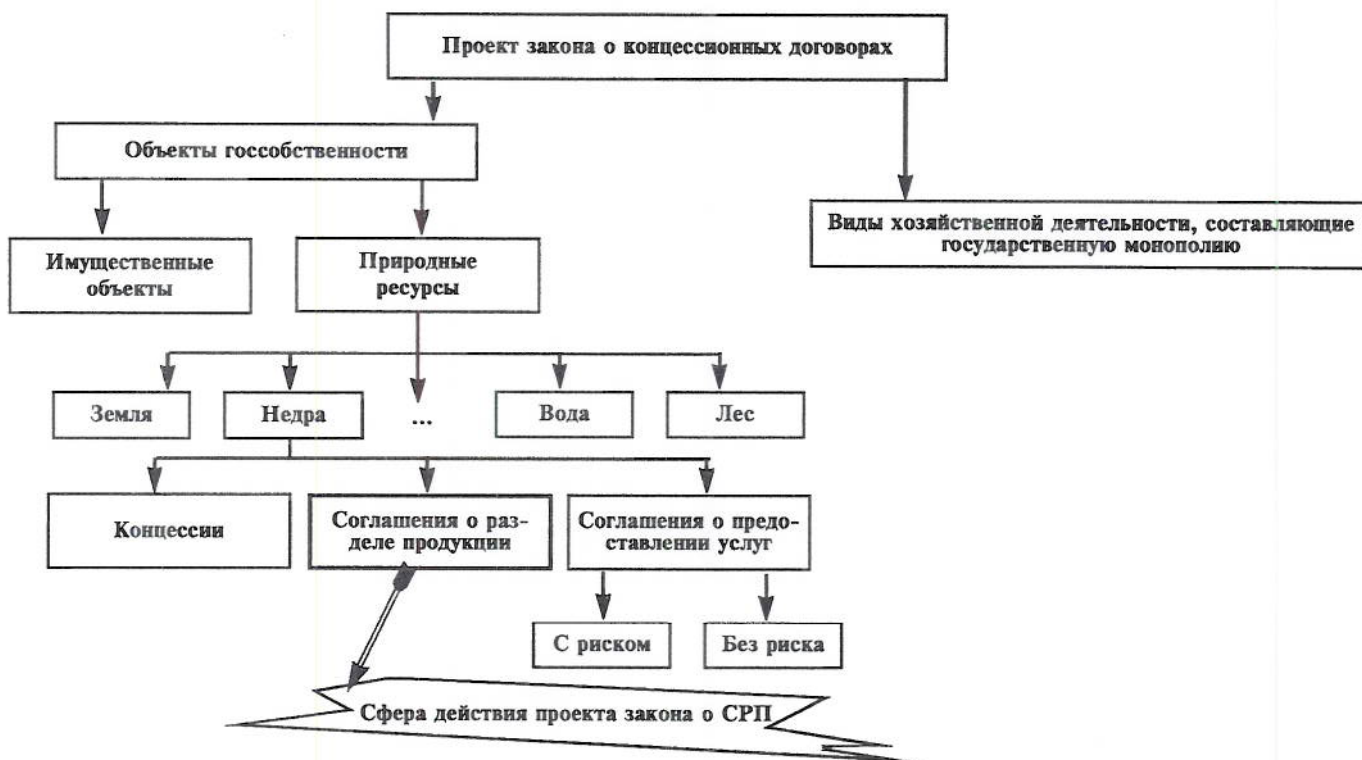 Проект закона о концессионных договорах
Объекты госсобственности
Виды хозяйственной деятельности, составляющие
государственную монополию
Имущественные
объекты
Природные
ресурсы
Земля
Недра
...
Вода
Лес
Концессии
Соглашения о раз-
деле продукции
Соглашения о предо-
ставлении услуг
С риском
Без риска
Сфера действия проекта закона о СРП